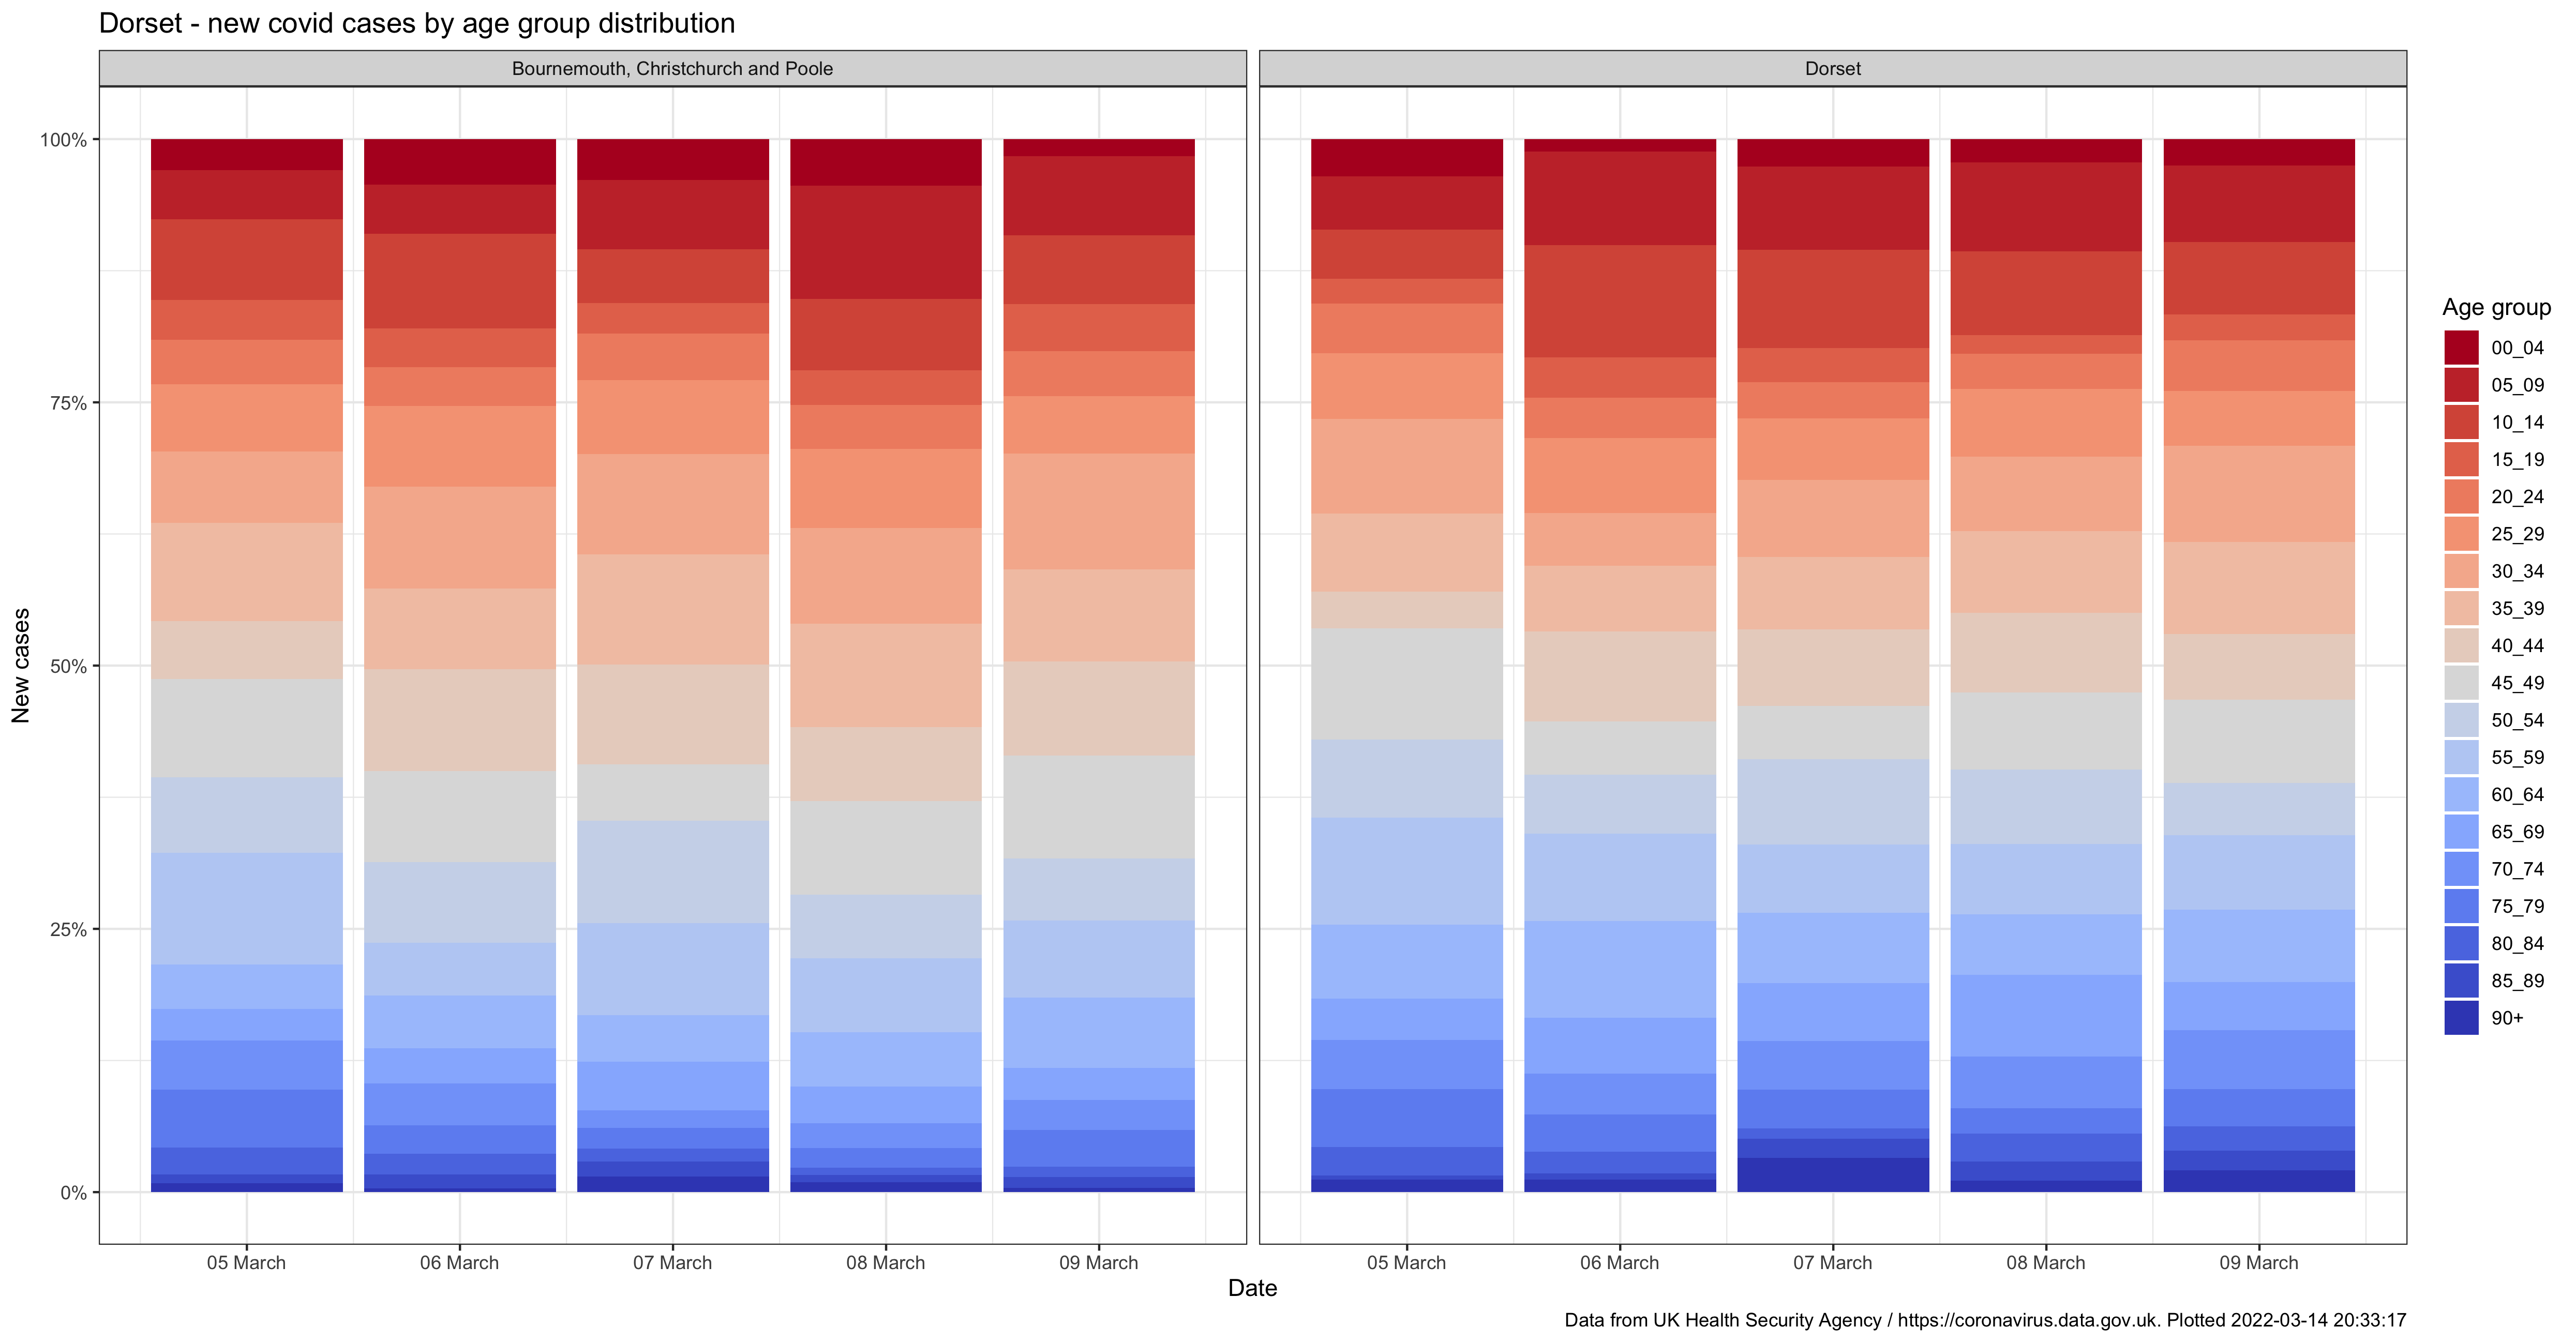 Dorset - new covid cases by age group distribution
Bournemouth, Christchurch and Poole
Dorset
New cases
100%
75%
50%
25%
0%
05 March
06 March
07 March
08 March
09 March
05 March
06 March
07 March
08 March
09 March
Date
Age group
00_04
05_09
10_14
15_19
20_24
25_29
30_34
35_39
40_44
45_49
50_54
55_59
60_64
65_69
70_74
75_79
80_84
85_89
90+
Data from UK Health Security Agency / https://coronavirus.data.gov.uk. Plotted 2022-03-14 20:33:17